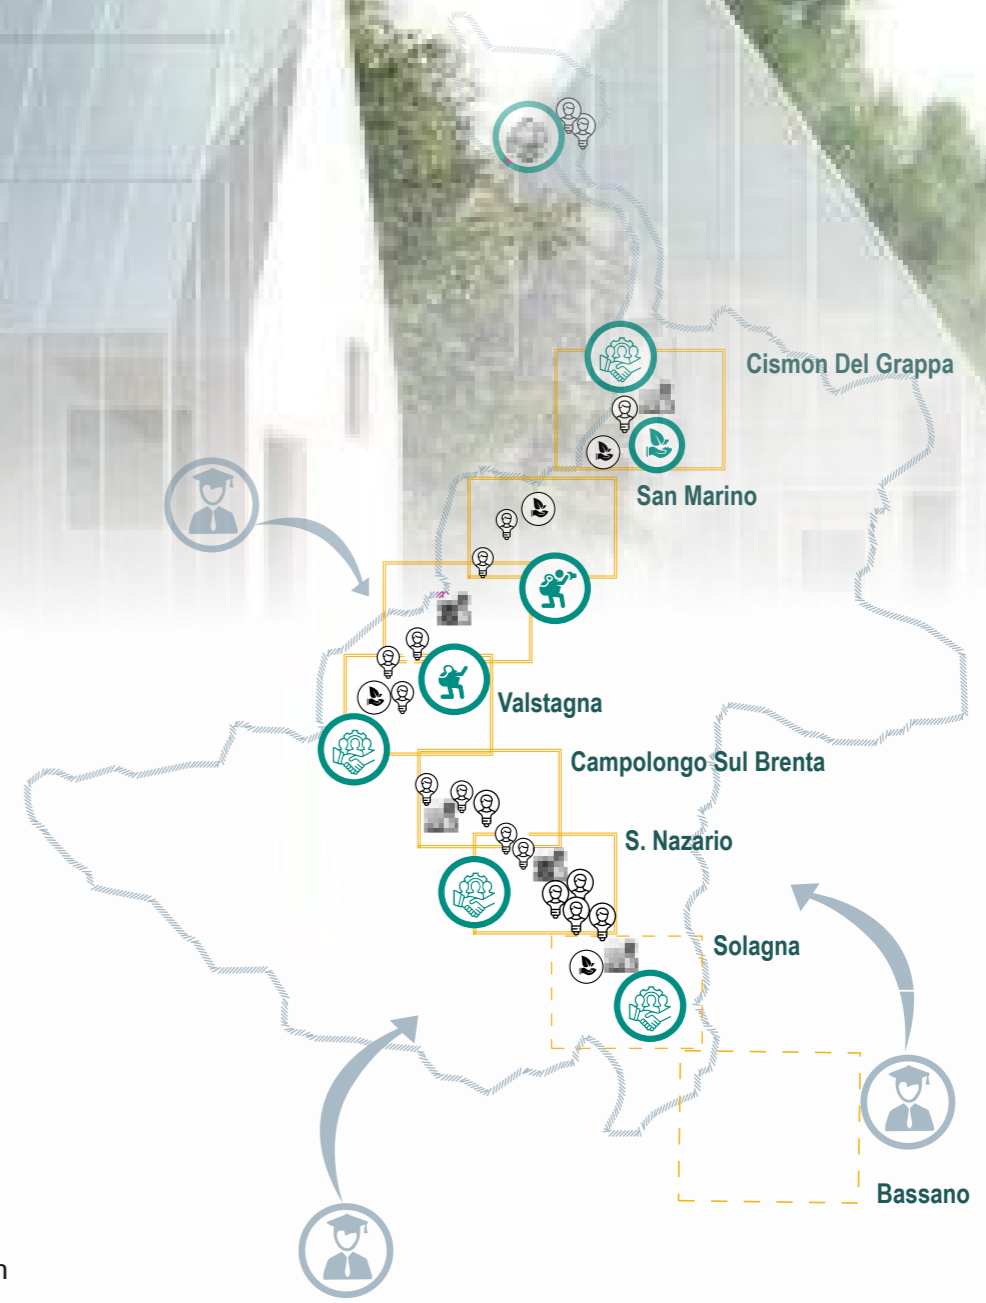 Cismon Del Grappa
San Marino
Valstagna
Campolongo Sul Brenta
S. Nazario
Solagna
Bassano
n